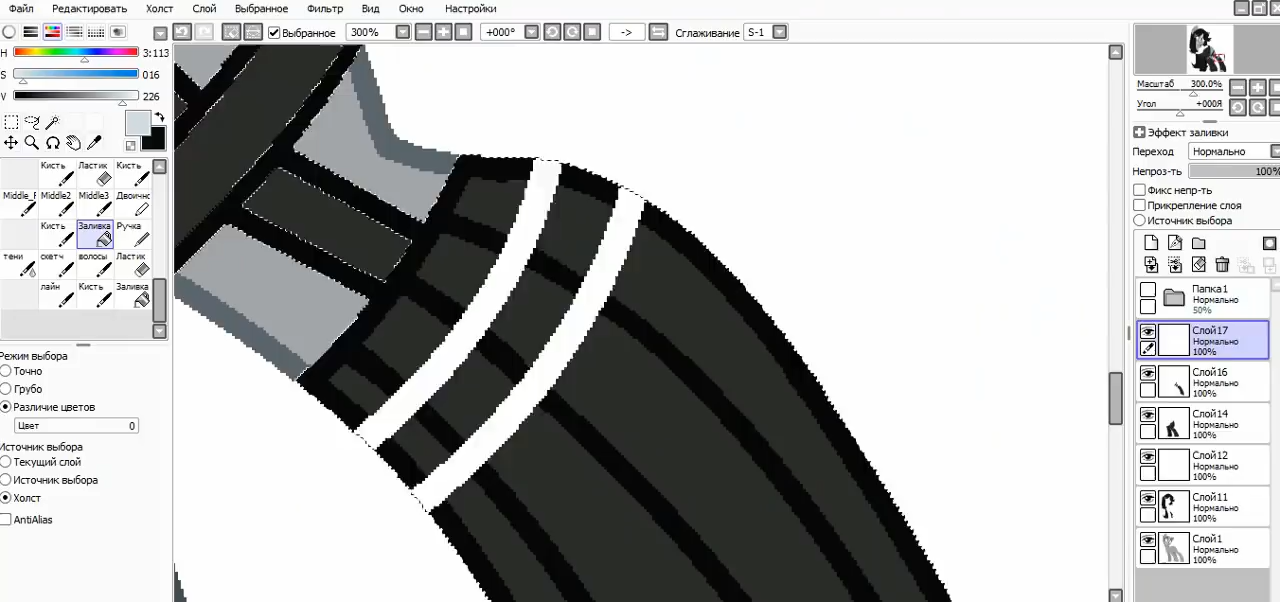 Файл Редактировать Холст Слой Выбранное Фильтр Вид Окно Настройки
Выбранное 300% +000° -> Сглаживание S-1
H 3:113
S 016
V 226
Масштаб 300.0%
Угол +000Я
Эффект заливки
Переход Нормально
Непроз-ть 100%
Фикс непр-ть
Прикрепление слоя
Источник выбора
Кисть Ластик Кисть
Middle2 Middle3
Кисть Заливка Ручка
тени скетч волосы Ластик
лайн Кисть Заливка
Режим выбора
Точно
Грубо
Различие цветов
Цвет 0
Источник выбора
Текущий слой
Источник выбора
Холст
AntiAlias
Папка1
Нормально
50%
Слой17
Нормально
100%
Слой16
Нормально
100%
Слой14
Нормально
100%
Слой12
Нормально
100%
Слой11
Нормально
100%
Слой1
Нормально
100%